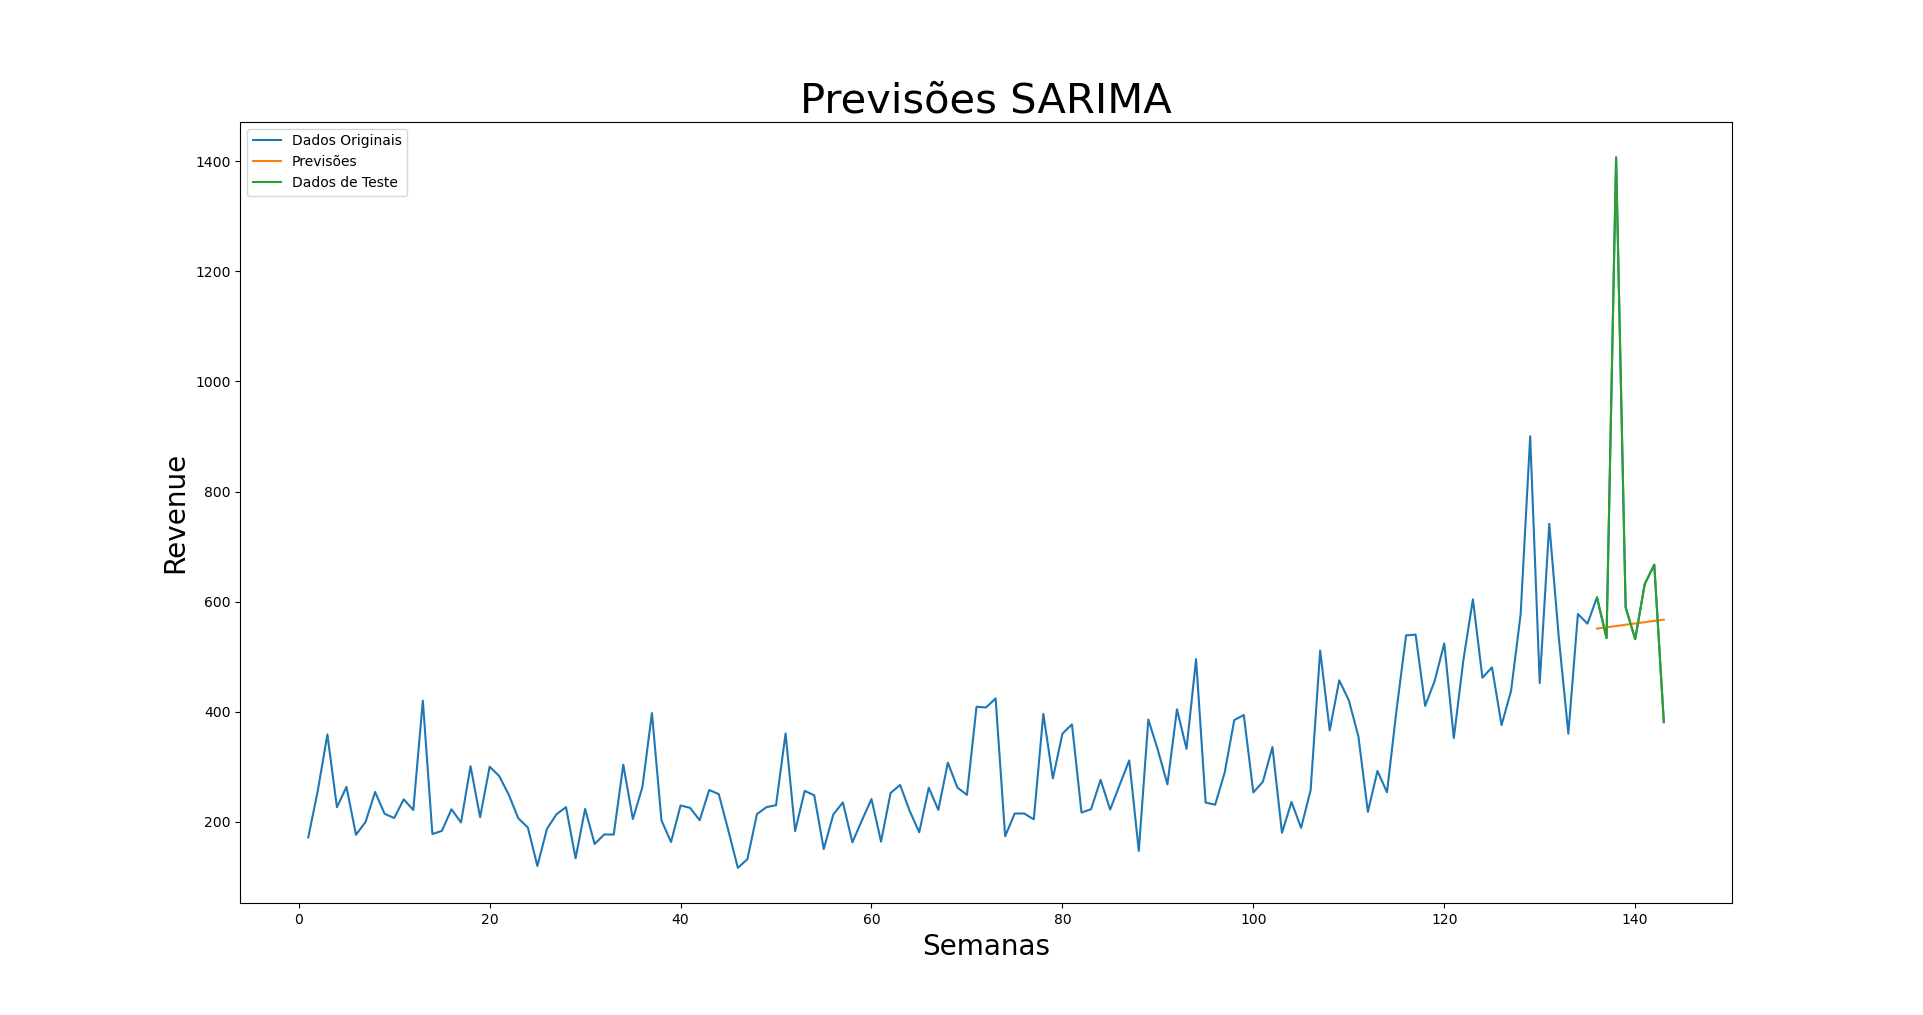 Previsões SARIMA
Dados Originais
Previsões
Dados de Teste
Revenue
1400
1200
1000
800
600
400
200
0 20 40 60 80 100 120 140
Semanas